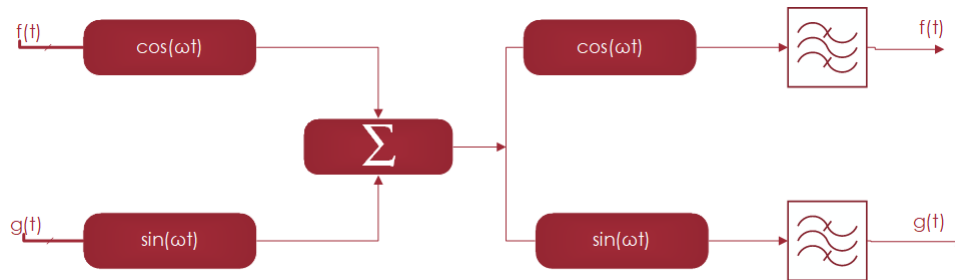 f(t)
cos(ωt)
cos(ωt)
f(t)
Σ
g(t)
sin(ωt)
sin(ωt)
g(t)